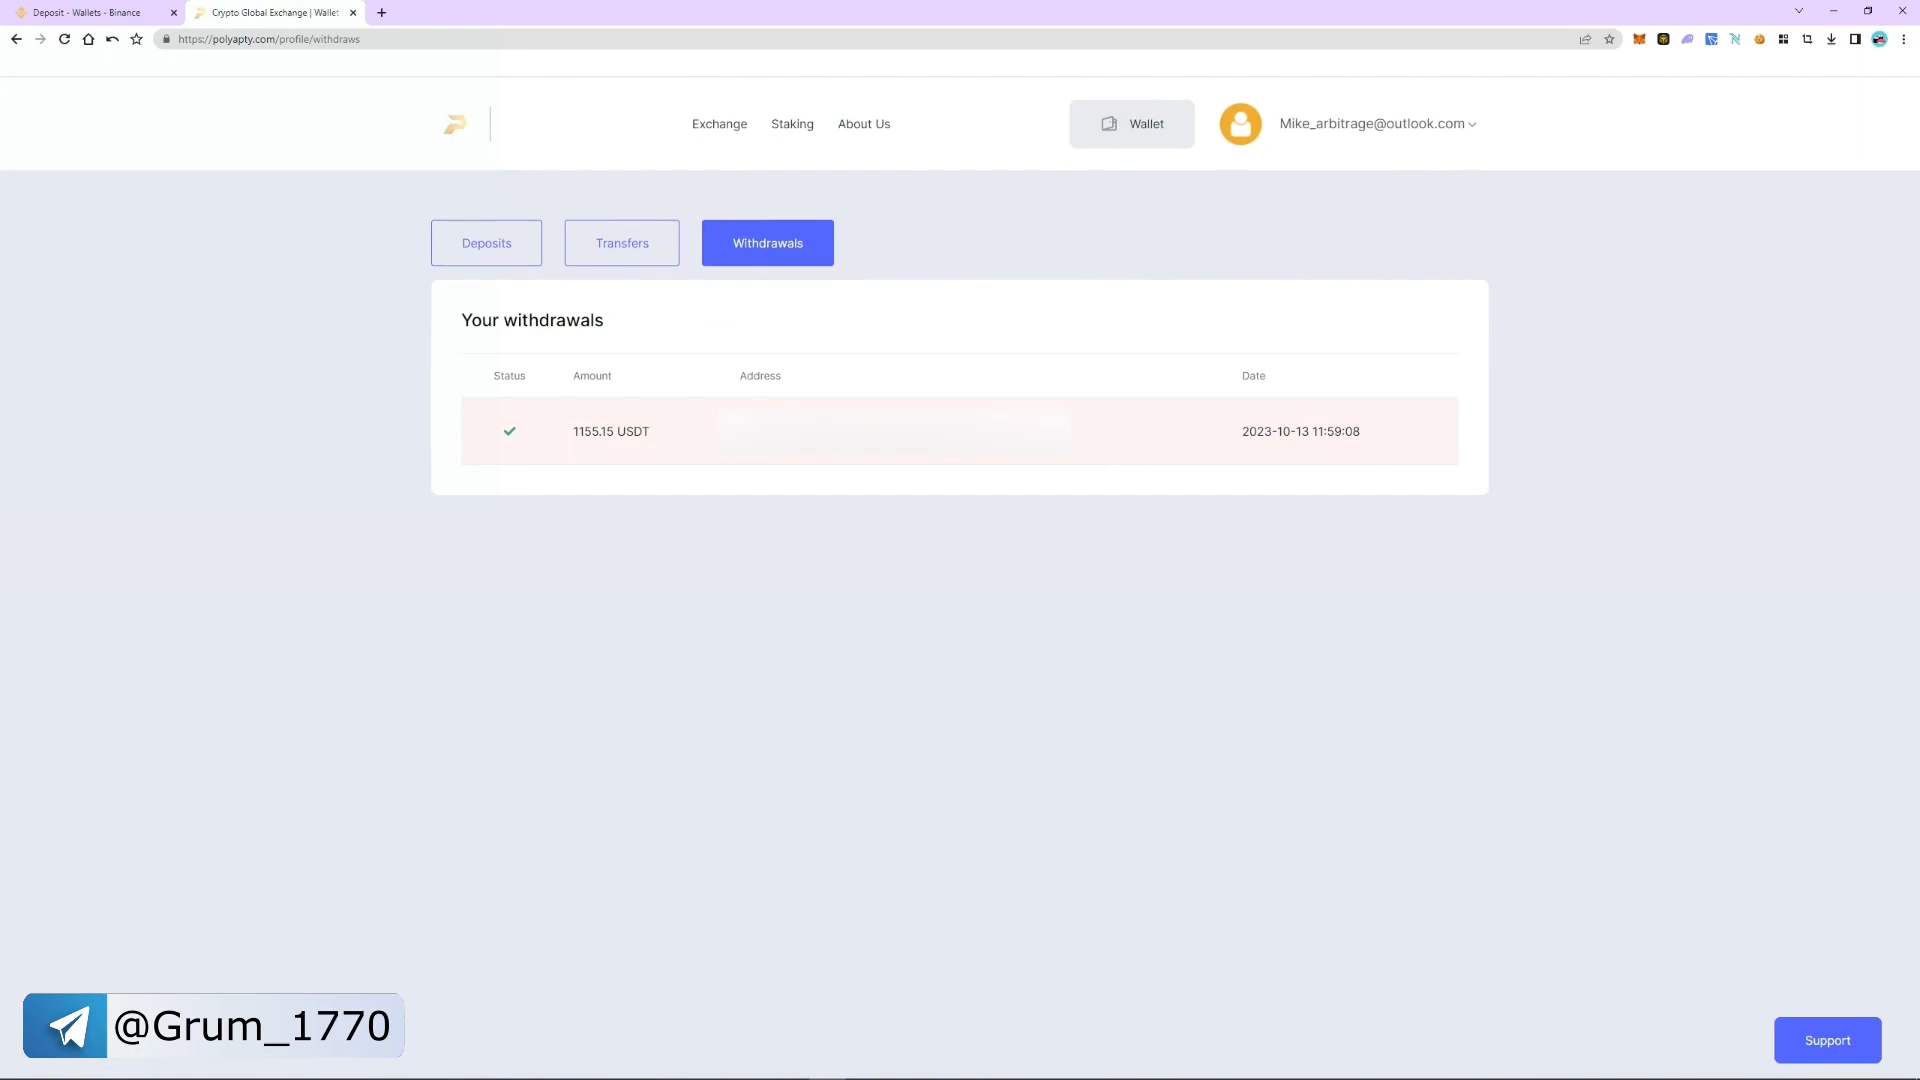 Deposit - Wallets - Binance
Crypto Global Exchange | Wallet
https://polyapty.com/profile/withdraws
Exchange
Staking
About Us
Wallet
Mike_arbitrage@outlook.com
Deposits
Transfers
Withdrawals
Your withdrawals
Status
Amount
Address
Date
1155.15 USDT
2023-10-13 11:59:08
@Grum_1770
Support